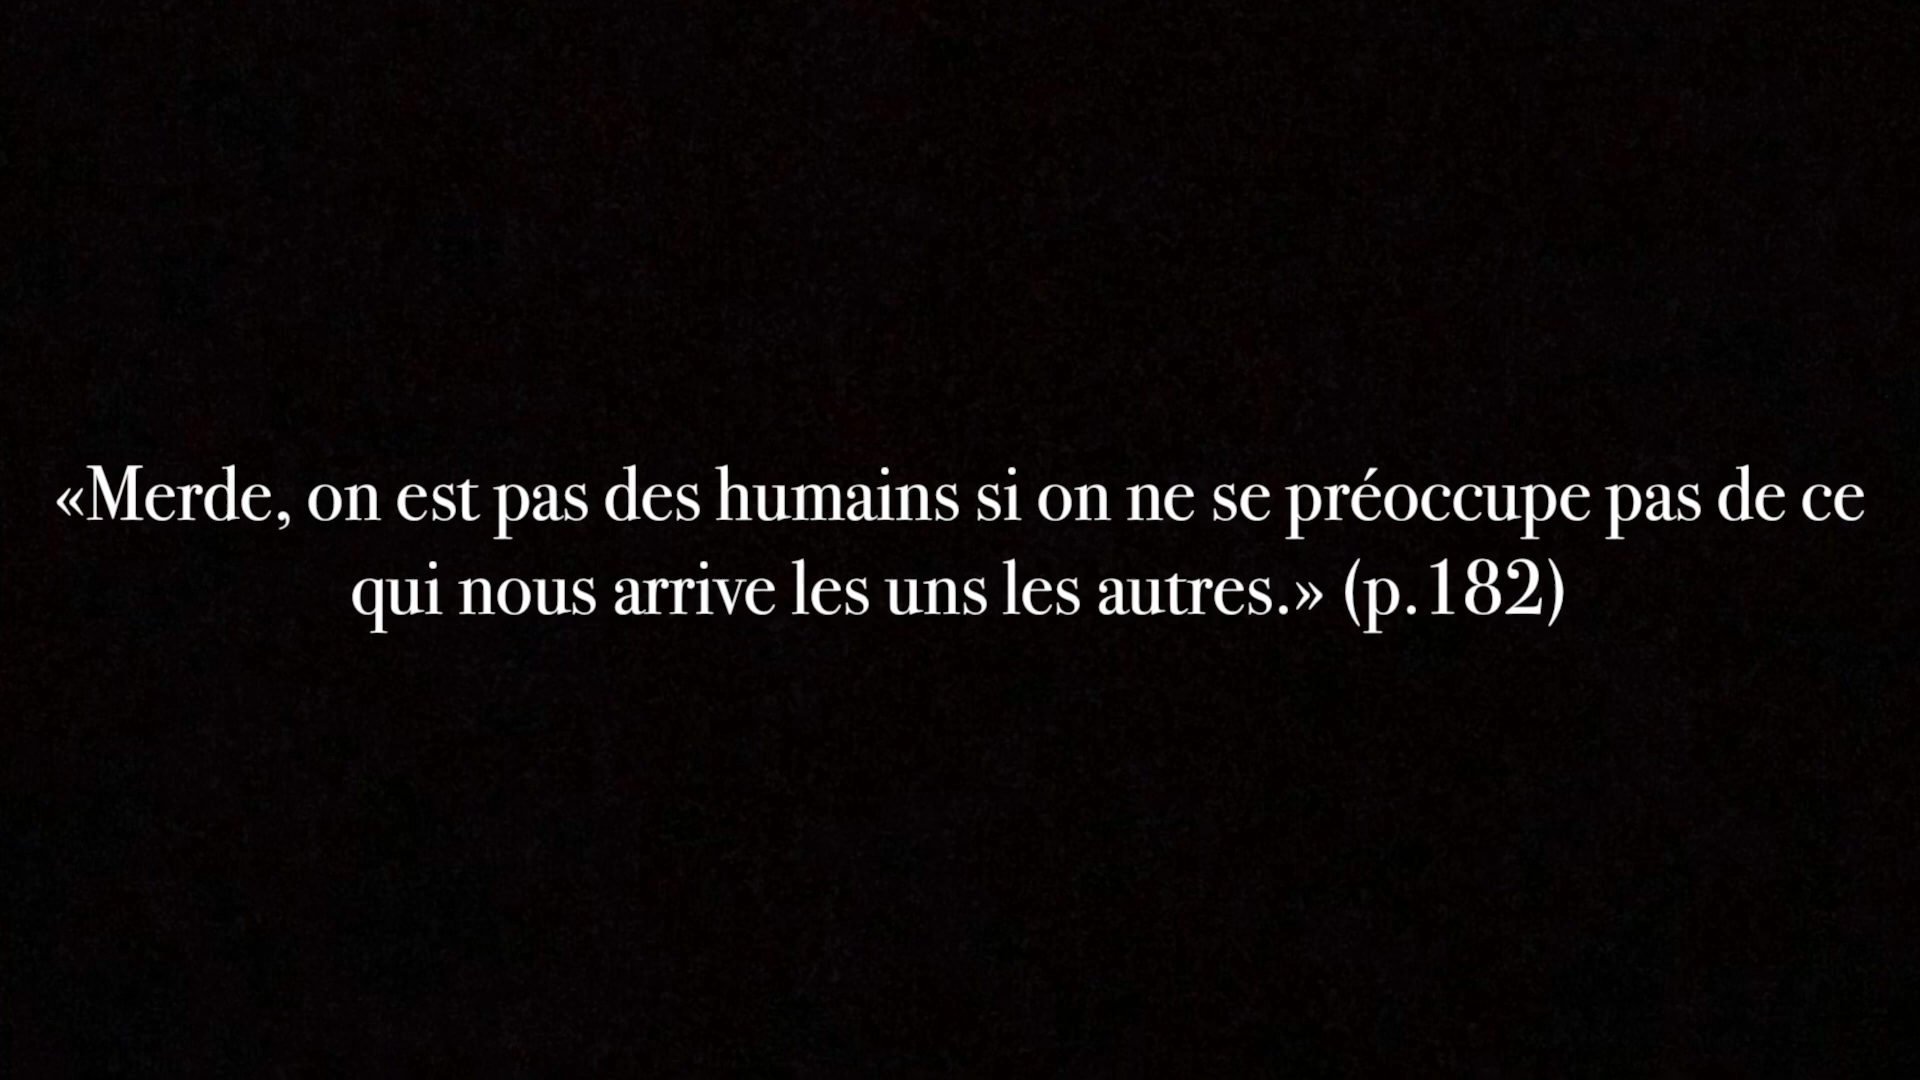 «Merde, on est pas des humains si on ne se préoccupe pas de ce
qui nous arrive les uns les autres.» (p.182)